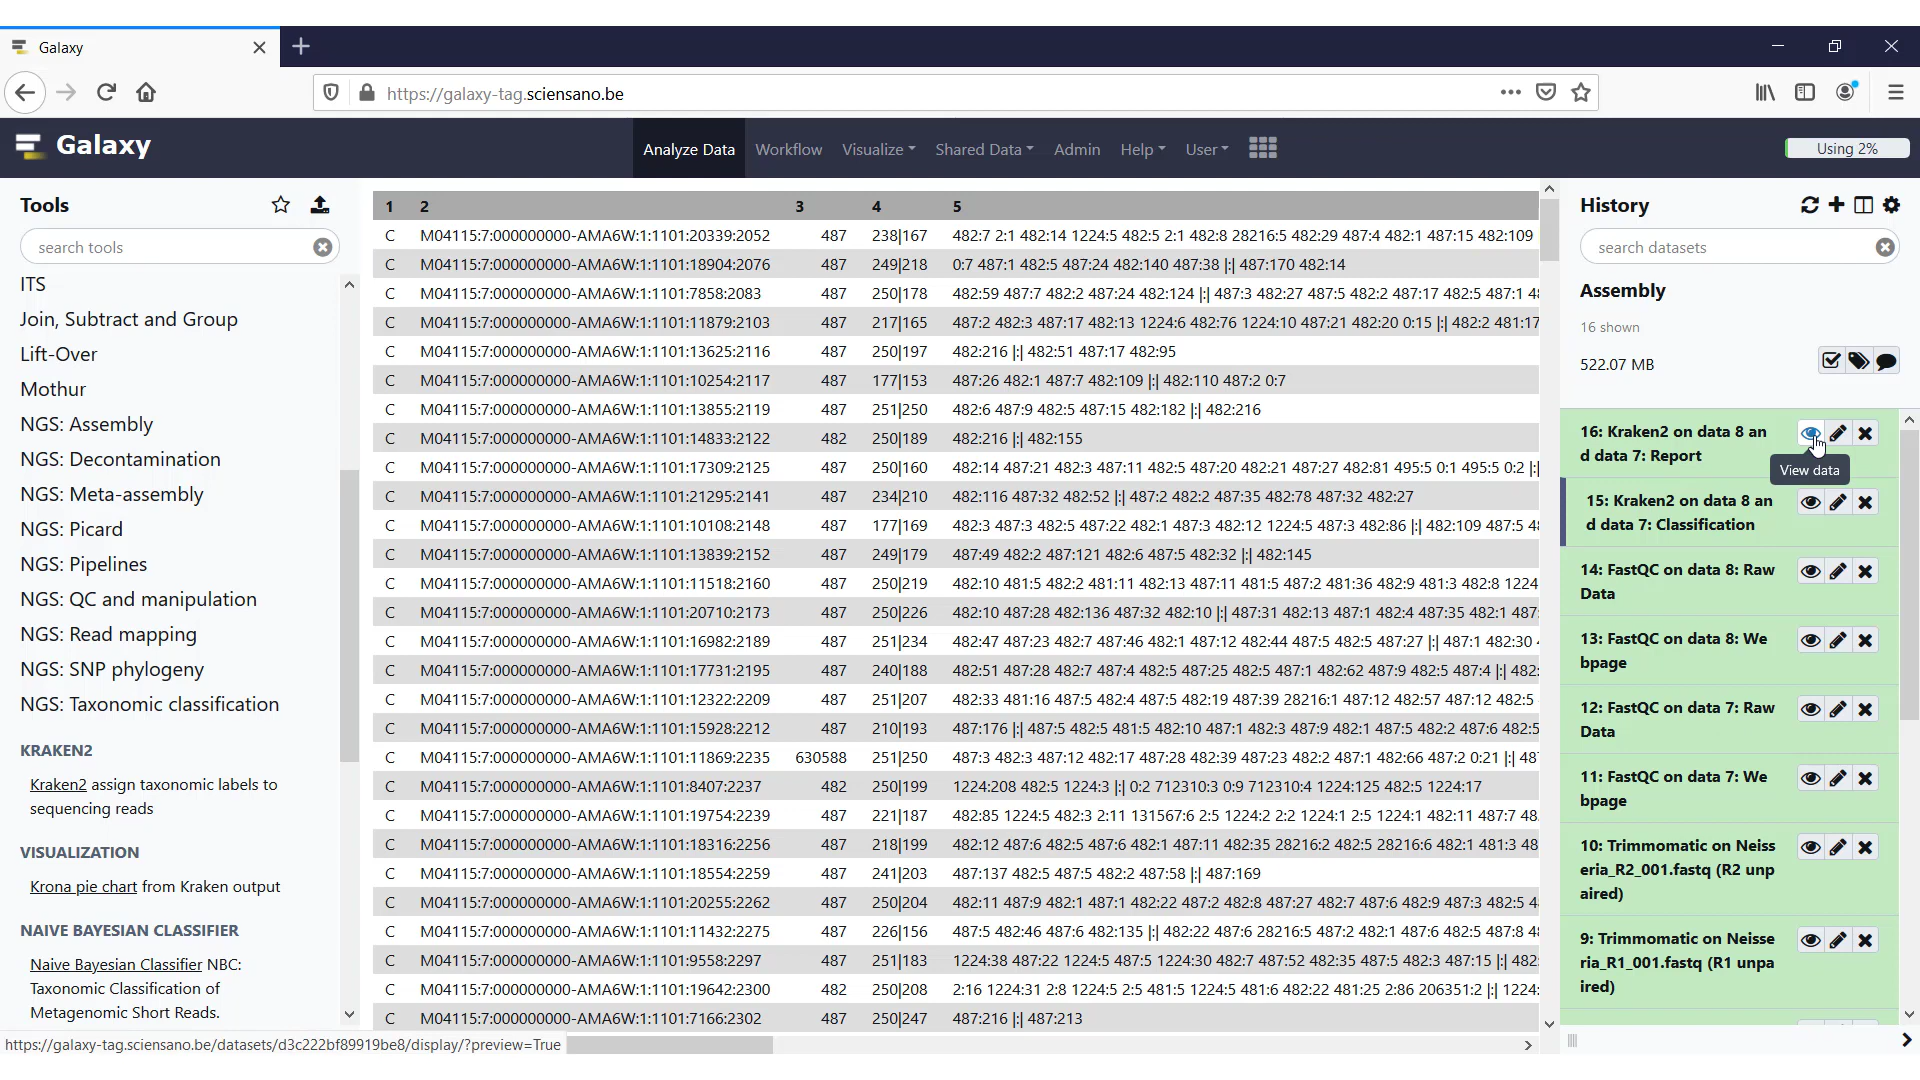 Galaxy
https://galaxy-tag.sciensano.be
Galaxy
Analyze Data Workflow Visualize Shared Data Admin Help User
Using 2%
Tools
search tools
ITS
Join, Subtract and Group
Lift-Over
Mothur
NGS: Assembly
NGS: Decontamination
NGS: Meta-assembly
NGS: Picard
NGS: Pipelines
NGS: QC and manipulation
NGS: Read mapping
NGS: SNP phylogeny
NGS: Taxonomic classification
KRAKEN2
Kraken2 assign taxonomic labels to
sequencing reads
VISUALIZATION
Krona pie chart from Kraken output
NAIVE BAYESIAN CLASSIFIER
Naive Bayesian Classifier NBC:
Taxonomic Classification of
Metagenomic Short Reads.
1 2 3 4 5
C M04115:7:000000000-AMA6W:1:1101:20339:2052 487 238|167 482:7 2:1 482:14 1224:5 482:5 2:1 482:8 28216:5 482:29 487:4 482:1 487:15 482:109
C M04115:7:000000000-AMA6W:1:1101:18904:2076 487 249|218 0:7 487:1 482:5 487:24 482:140 487:38 |:| 487:170 482:14
C M04115:7:000000000-AMA6W:1:1101:7858:2083 487 250|178 482:59 487:7 482:2 487:24 482:124 |:| 487:3 482:27 487:5 482:2 487:17 482:5 487:1 48
C M04115:7:000000000-AMA6W:1:1101:11879:2103 487 217|165 487:2 482:3 487:17 482:13 1224:6 482:76 1224:10 487:21 482:20 0:15 |:| 482:2 481:17
C M04115:7:000000000-AMA6W:1:1101:13625:2116 487 250|197 482:216 |:| 482:51 487:17 482:95
C M04115:7:000000000-AMA6W:1:1101:10254:2117 487 177|153 487:26 482:1 487:7 482:109 |:| 482:110 487:2 0:7
C M04115:7:000000000-AMA6W:1:1101:13855:2119 487 251|250 482:6 487:9 482:5 487:15 482:182 |:| 482:216
C M04115:7:000000000-AMA6W:1:1101:14833:2122 482 250|189 482:216 |:| 482:155
C M04115:7:000000000-AMA6W:1:1101:17309:2125 487 250|160 482:14 487:21 482:3 487:11 482:5 487:20 482:21 487:27 482:81 495:5 0:1 495:5 0:2 |:|
C M04115:7:000000000-AMA6W:1:1101:21295:2141 487 234|210 482:116 487:32 482:52 |:| 487:2 482:2 487:35 482:78 487:32 482:27
C M04115:7:000000000-AMA6W:1:1101:10108:2148 487 177|169 482:3 487:3 482:5 487:22 482:1 487:3 482:12 1224:5 487:3 482:86 |:| 482:109 487:5 48
C M04115:7:000000000-AMA6W:1:1101:13839:2152 487 249|179 487:49 482:2 487:121 482:6 487:5 482:32 |:| 482:145
C M04115:7:000000000-AMA6W:1:1101:11518:2160 487 250|219 482:10 481:5 482:2 481:11 482:13 487:11 481:5 487:2 481:36 482:9 481:3 482:8 1224
C M04115:7:000000000-AMA6W:1:1101:20710:2173 487 250|226 482:10 487:28 482:136 487:32 482:10 |:| 487:31 482:13 487:1 482:4 487:35 482:1 487:
C M04115:7:000000000-AMA6W:1:1101:16982:2189 487 251|234 482:47 487:23 482:7 487:46 482:1 487:12 482:44 487:5 482:5 487:27 |:| 487:1 482:30
C M04115:7:000000000-AMA6W:1:1101:17731:2195 487 240|188 482:51 487:28 482:7 487:4 482:5 487:25 482:5 487:1 482:62 487:9 482:5 487:4 |:| 482:
C M04115:7:000000000-AMA6W:1:1101:12322:2209 487 251|207 482:33 481:16 487:5 482:4 487:5 482:19 487:39 28216:1 487:12 482:57 487:12 482:5
C M04115:7:000000000-AMA6W:1:1101:15928:2212 487 210|193 487:176 |:| 487:5 482:5 481:5 482:10 487:1 482:3 487:9 482:1 487:5 482:2 487:6 482:5
C M04115:7:000000000-AMA6W:1:1101:11869:2235 630588 251|250 487:3 482:3 487:12 482:17 487:28 482:39 487:23 482:2 487:1 482:66 487:2 0:21 |:| 48
C M04115:7:000000000-AMA6W:1:1101:8407:2237 482 250|199 1224:208 482:5 1224:3 |:| 0:2 712310:3 0:9 712310:4 1224:125 482:5 1224:17
C M04115:7:000000000-AMA6W:1:1101:19754:2239 487 221|187 482:85 1224:5 482:3 2:11 131567:6 2:5 1224:2 2:2 1224:1 2:5 1224:1 482:11 487:7 48
C M04115:7:000000000-AMA6W:1:1101:18316:2256 487 218|199 482:12 487:6 482:5 487:6 482:1 487:11 482:35 28216:2 482:5 28216:6 482:1 481:3 48
C M04115:7:000000000-AMA6W:1:1101:18554:2259 487 241|203 487:137 482:5 487:5 482:2 487:58 |:| 487:169
C M04115:7:000000000-AMA6W:1:1101:20255:2262 487 250|204 482:11 487:9 482:1 487:1 482:22 487:2 482:8 487:27 482:7 487:6 482:9 487:3 482:5
C M04115:7:000000000-AMA6W:1:1101:11432:2275 487 226|156 487:5 482:46 487:6 482:135 |:| 482:22 487:6 28216:5 487:2 482:1 487:6 482:5 487:8 48
C M04115:7:000000000-AMA6W:1:1101:9558:2297 487 251|183 1224:38 487:22 1224:5 487:5 1224:30 482:7 487:52 482:35 487:5 482:3 487:15 |:| 482:
C M04115:7:000000000-AMA6W:1:1101:19642:2300 482 250|208 2:16 1224:31 2:8 1224:5 2:5 481:5 1224:5 481:6 482:22 481:25 2:86 206351:2 |:| 1224:
C M04115:7:000000000-AMA6W:1:1101:7166:2302 487 250|247 487:216 |:| 487:213
https://galaxy-tag.sciensano.be/datasets/d3c222bf89919be8/display/?preview=True
History
search datasets
Assembly
16 shown
522.07 MB
16: Kraken2 on data 8 an
d data 7: Report
View data
15: Kraken2 on data 8 an
d data 7: Classification
14: FastQC on data 8: Raw
Data
13: FastQC on data 8: We
bpage
12: FastQC on data 7: Raw
Data
11: FastQC on data 7: We
bpage
10: Trimmomatic on Neiss
eria_R2_001.fastq (R2 unp
aired)
9: Trimmomatic on Neisse
ria_R1_001.fastq (R1 unpa
ired)